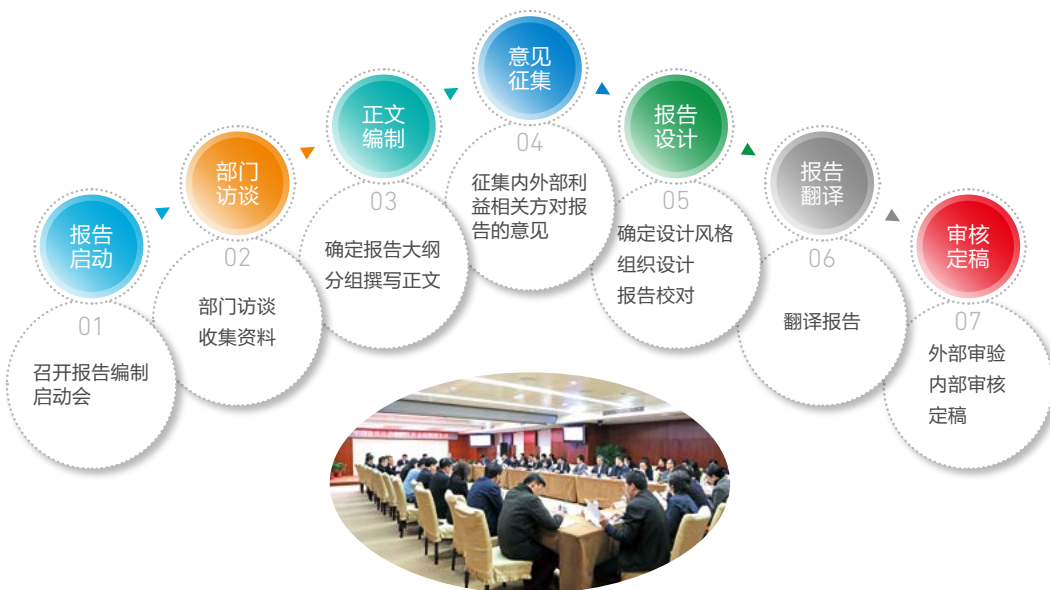 报告
启动
01
召开报告编制
启动会
部门
访谈
02
部门访谈
收集资料
正文
编制
03
确定报告大纲
分组撰写正文
意见
征集
04
征集内外部利
益相关方对报
告的意见
报告
设计
05
确定设计风格
组织设计
报告校对
报告
翻译
06
翻译报告
审核
定稿
07
外部审验
内部审核
定稿